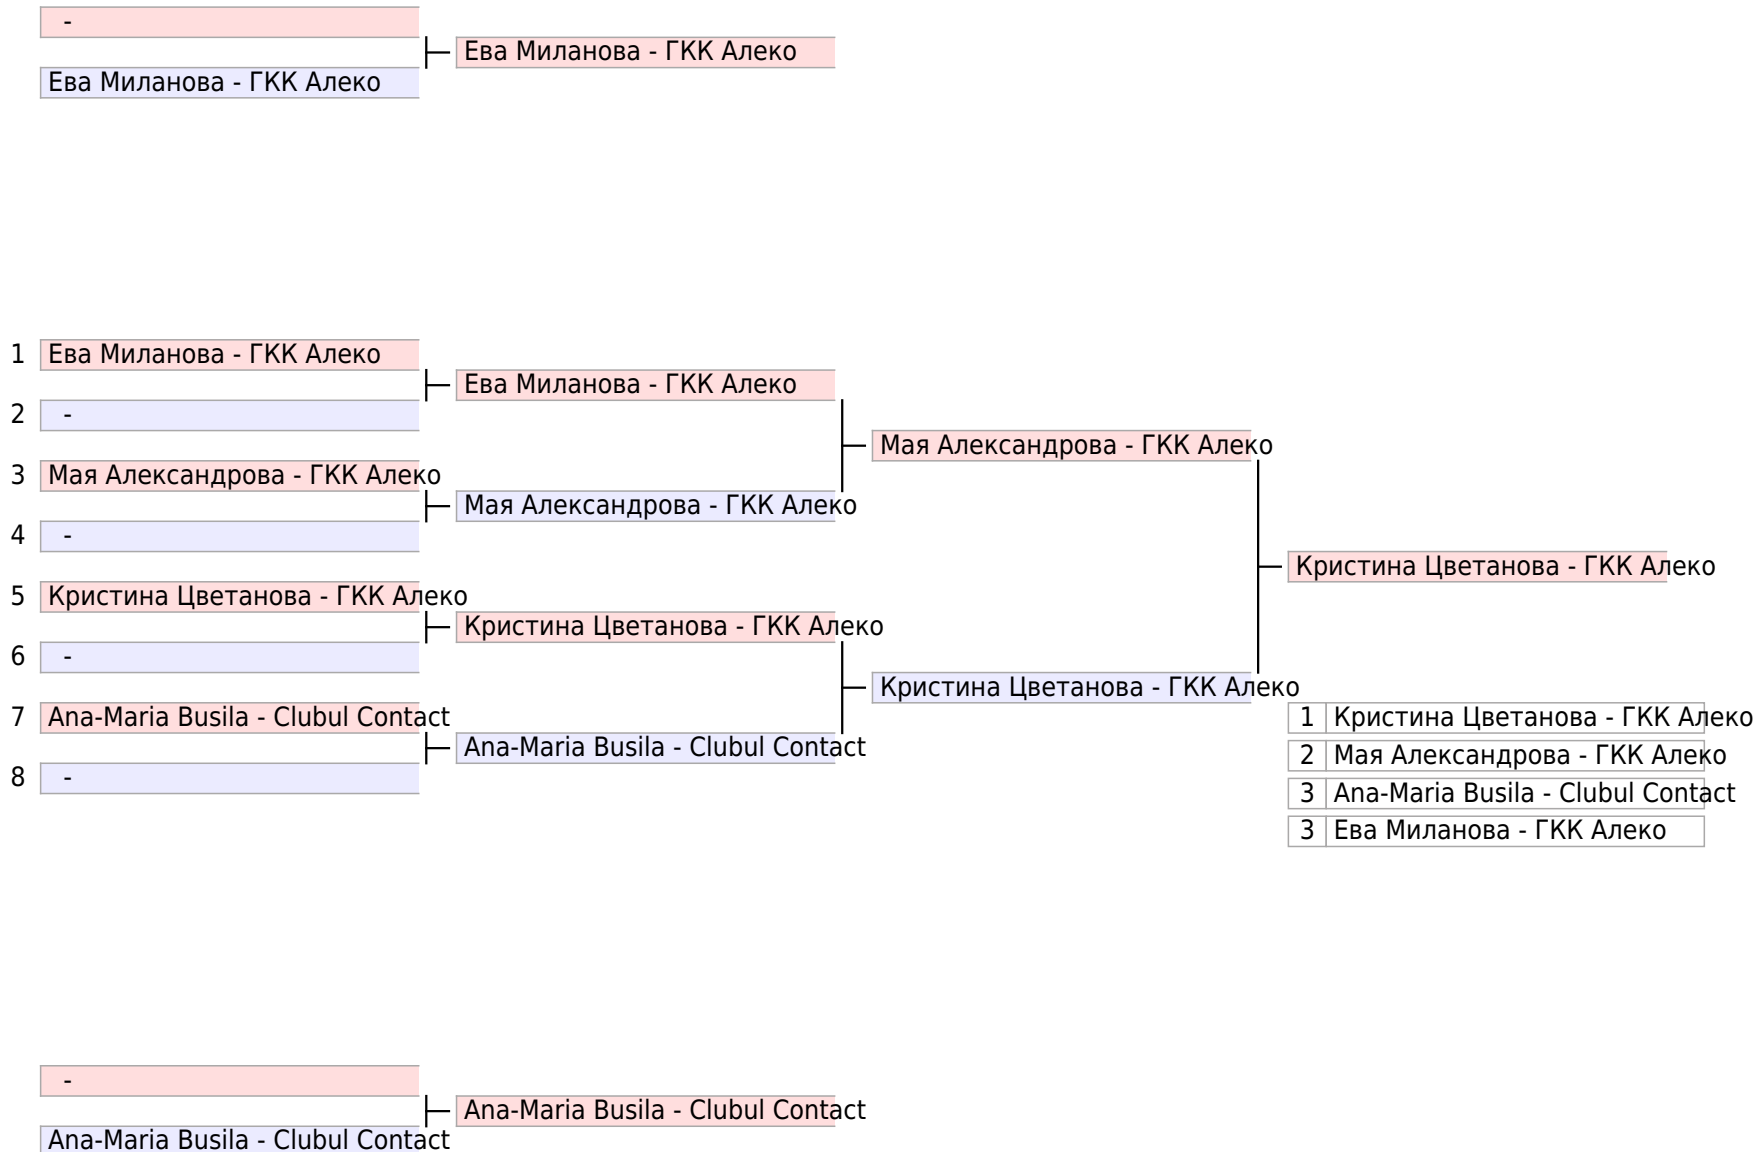 -
Ева Миланова - ГКК Алеко
Ева Миланова - ГКК Алеко
1 Ева Миланова - ГКК Алеко
Ева Миланова - ГКК Алеко
2 -
Мая Александрова - ГКК Алеко
3 Мая Александрова - ГКК Алеко
Мая Александрова - ГКК Алеко
4 -
Кристина Цветанова - ГКК Алеко
5 Кристина Цветанова - ГКК Алеко
Кристина Цветанова - ГКК Алеко
6 -
Кристина Цветанова - ГКК Алеко
7 Ana-Maria Busila - Clubul Contact
Ana-Maria Busila - Clubul Contact
8 -
1 Кристина Цветанова - ГКК Алеко
2 Мая Александрова - ГКК Алеко
3 Ana-Maria Busila - Clubul Contact
3 Ева Миланова - ГКК Алеко
-
Ana-Maria Busila - Clubul Contact
Ana-Maria Busila - Clubul Contact